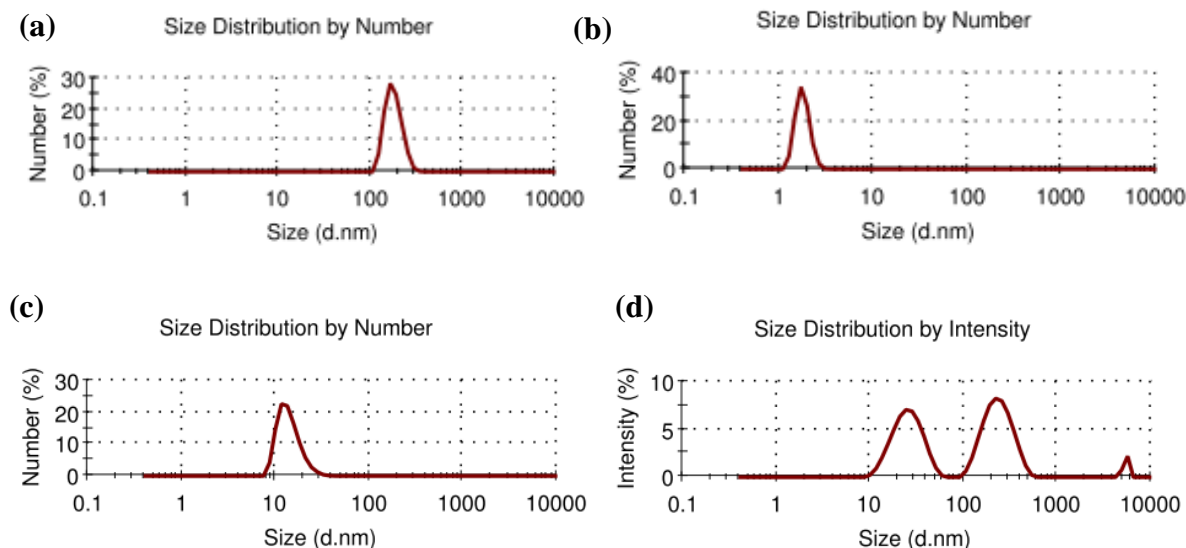 (a)
Size Distribution by Number
Number (%)
30
20
10
0
0.1 1 10 100 1000 10000
Size (d.nm)
(b)
Size Distribution by Number
Number (%)
40
20
0
0.1 1 10 100 1000 10000
Size (d.nm)
(c)
Size Distribution by Number
Number (%)
30
20
10
0
0.1 1 10 100 1000 10000
Size (d.nm)
(d)
Size Distribution by Intensity
Intensity (%)
10
5
0
0.1 1 10 100 1000 10000
Size (d.nm)